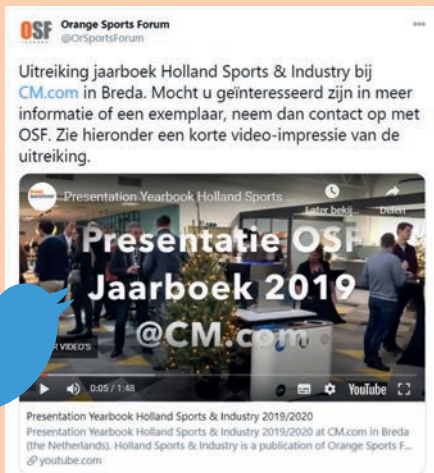 OSF
Orange Sports Forum
@OrSportsForum
Uitreiking jaarboek Holland Sports & Industry bij
CM.com in Breda. Mocht u geïnteresseerd zijn in meer
informatie of een exemplaar, neem dan contact op met
OSF. Zie hieronder een korte video-impressie van de
uitreiking.
Presentation Yearbook Holland Sports
Later bekij...
Delen
Presentatie OSF
Jaarboek 2019
@CM.com
VIDEO'S
0:05 / 1:48
YouTube
Presentation Yearbook Holland Sports & Industry 2019/2020
Presentation Yearbook Holland Sports & Industry 2019/2020 at CM.com in Breda
(the Netherlands). Holland Sports & Industry is a publication of Orange Sports F...
youtube.com